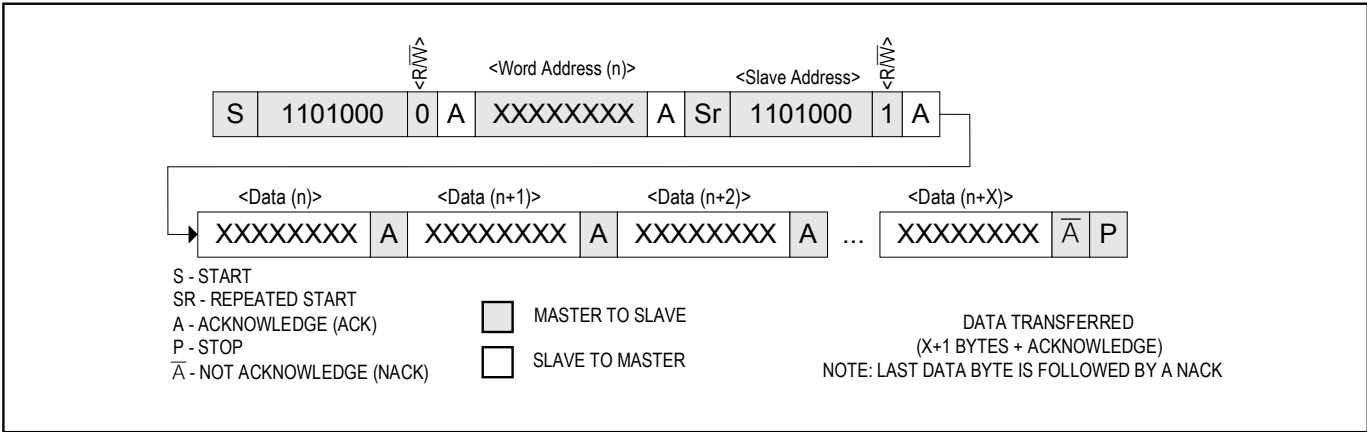 <R/W̅> <Word Address (n)> <Slave Address> <R/W̅>
S 1101000 0 A XXXXXXXX A Sr 1101000 1 A
<Data (n)> <Data (n+1)> <Data (n+2)> <Data (n+X)>
XXXXXXXX A XXXXXXXX A XXXXXXXX A ... XXXXXXXX A̅ P
S - START
SR - REPEATED START
A - ACKNOWLEDGE (ACK)
P - STOP
A̅ - NOT ACKNOWLEDGE (NACK)
MASTER TO SLAVE
SLAVE TO MASTER
DATA TRANSFERRED
(X+1 BYTES + ACKNOWLEDGE)
NOTE: LAST DATA BYTE IS FOLLOWED BY A NACK